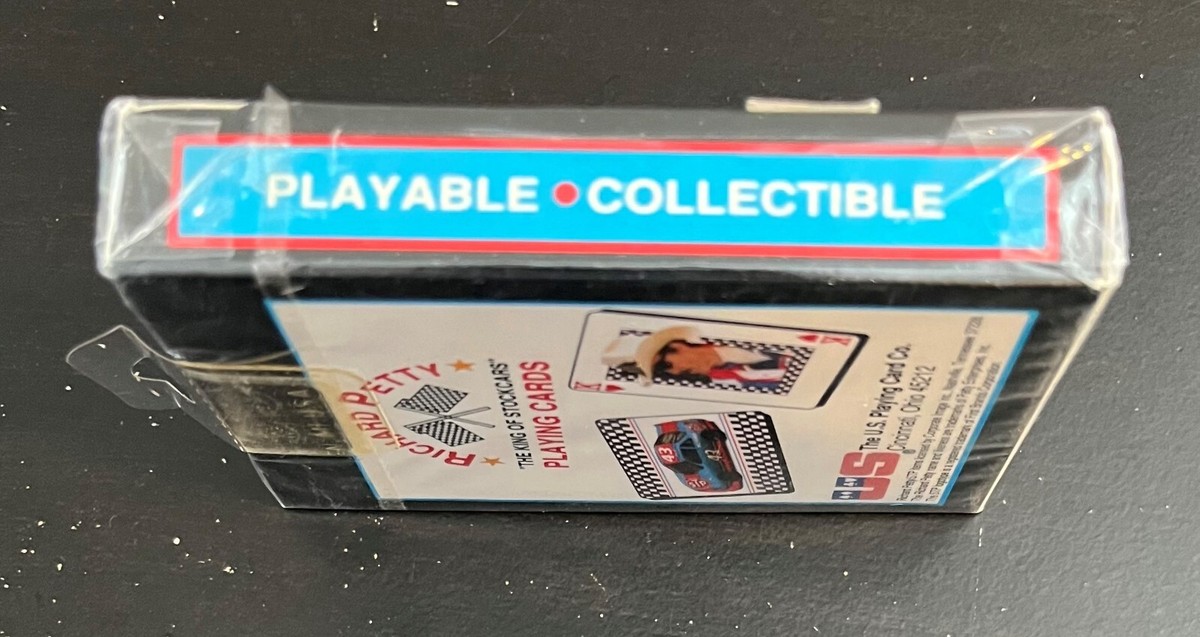 PLAYABLE • COLLECTIBLE
RICHARD PETTY
"THE KING OF STOCKCARS"
PLAYING CARDS
K
K
43
43
US
The U.S. Playing Card Co.
Cincinnati, Ohio 45212